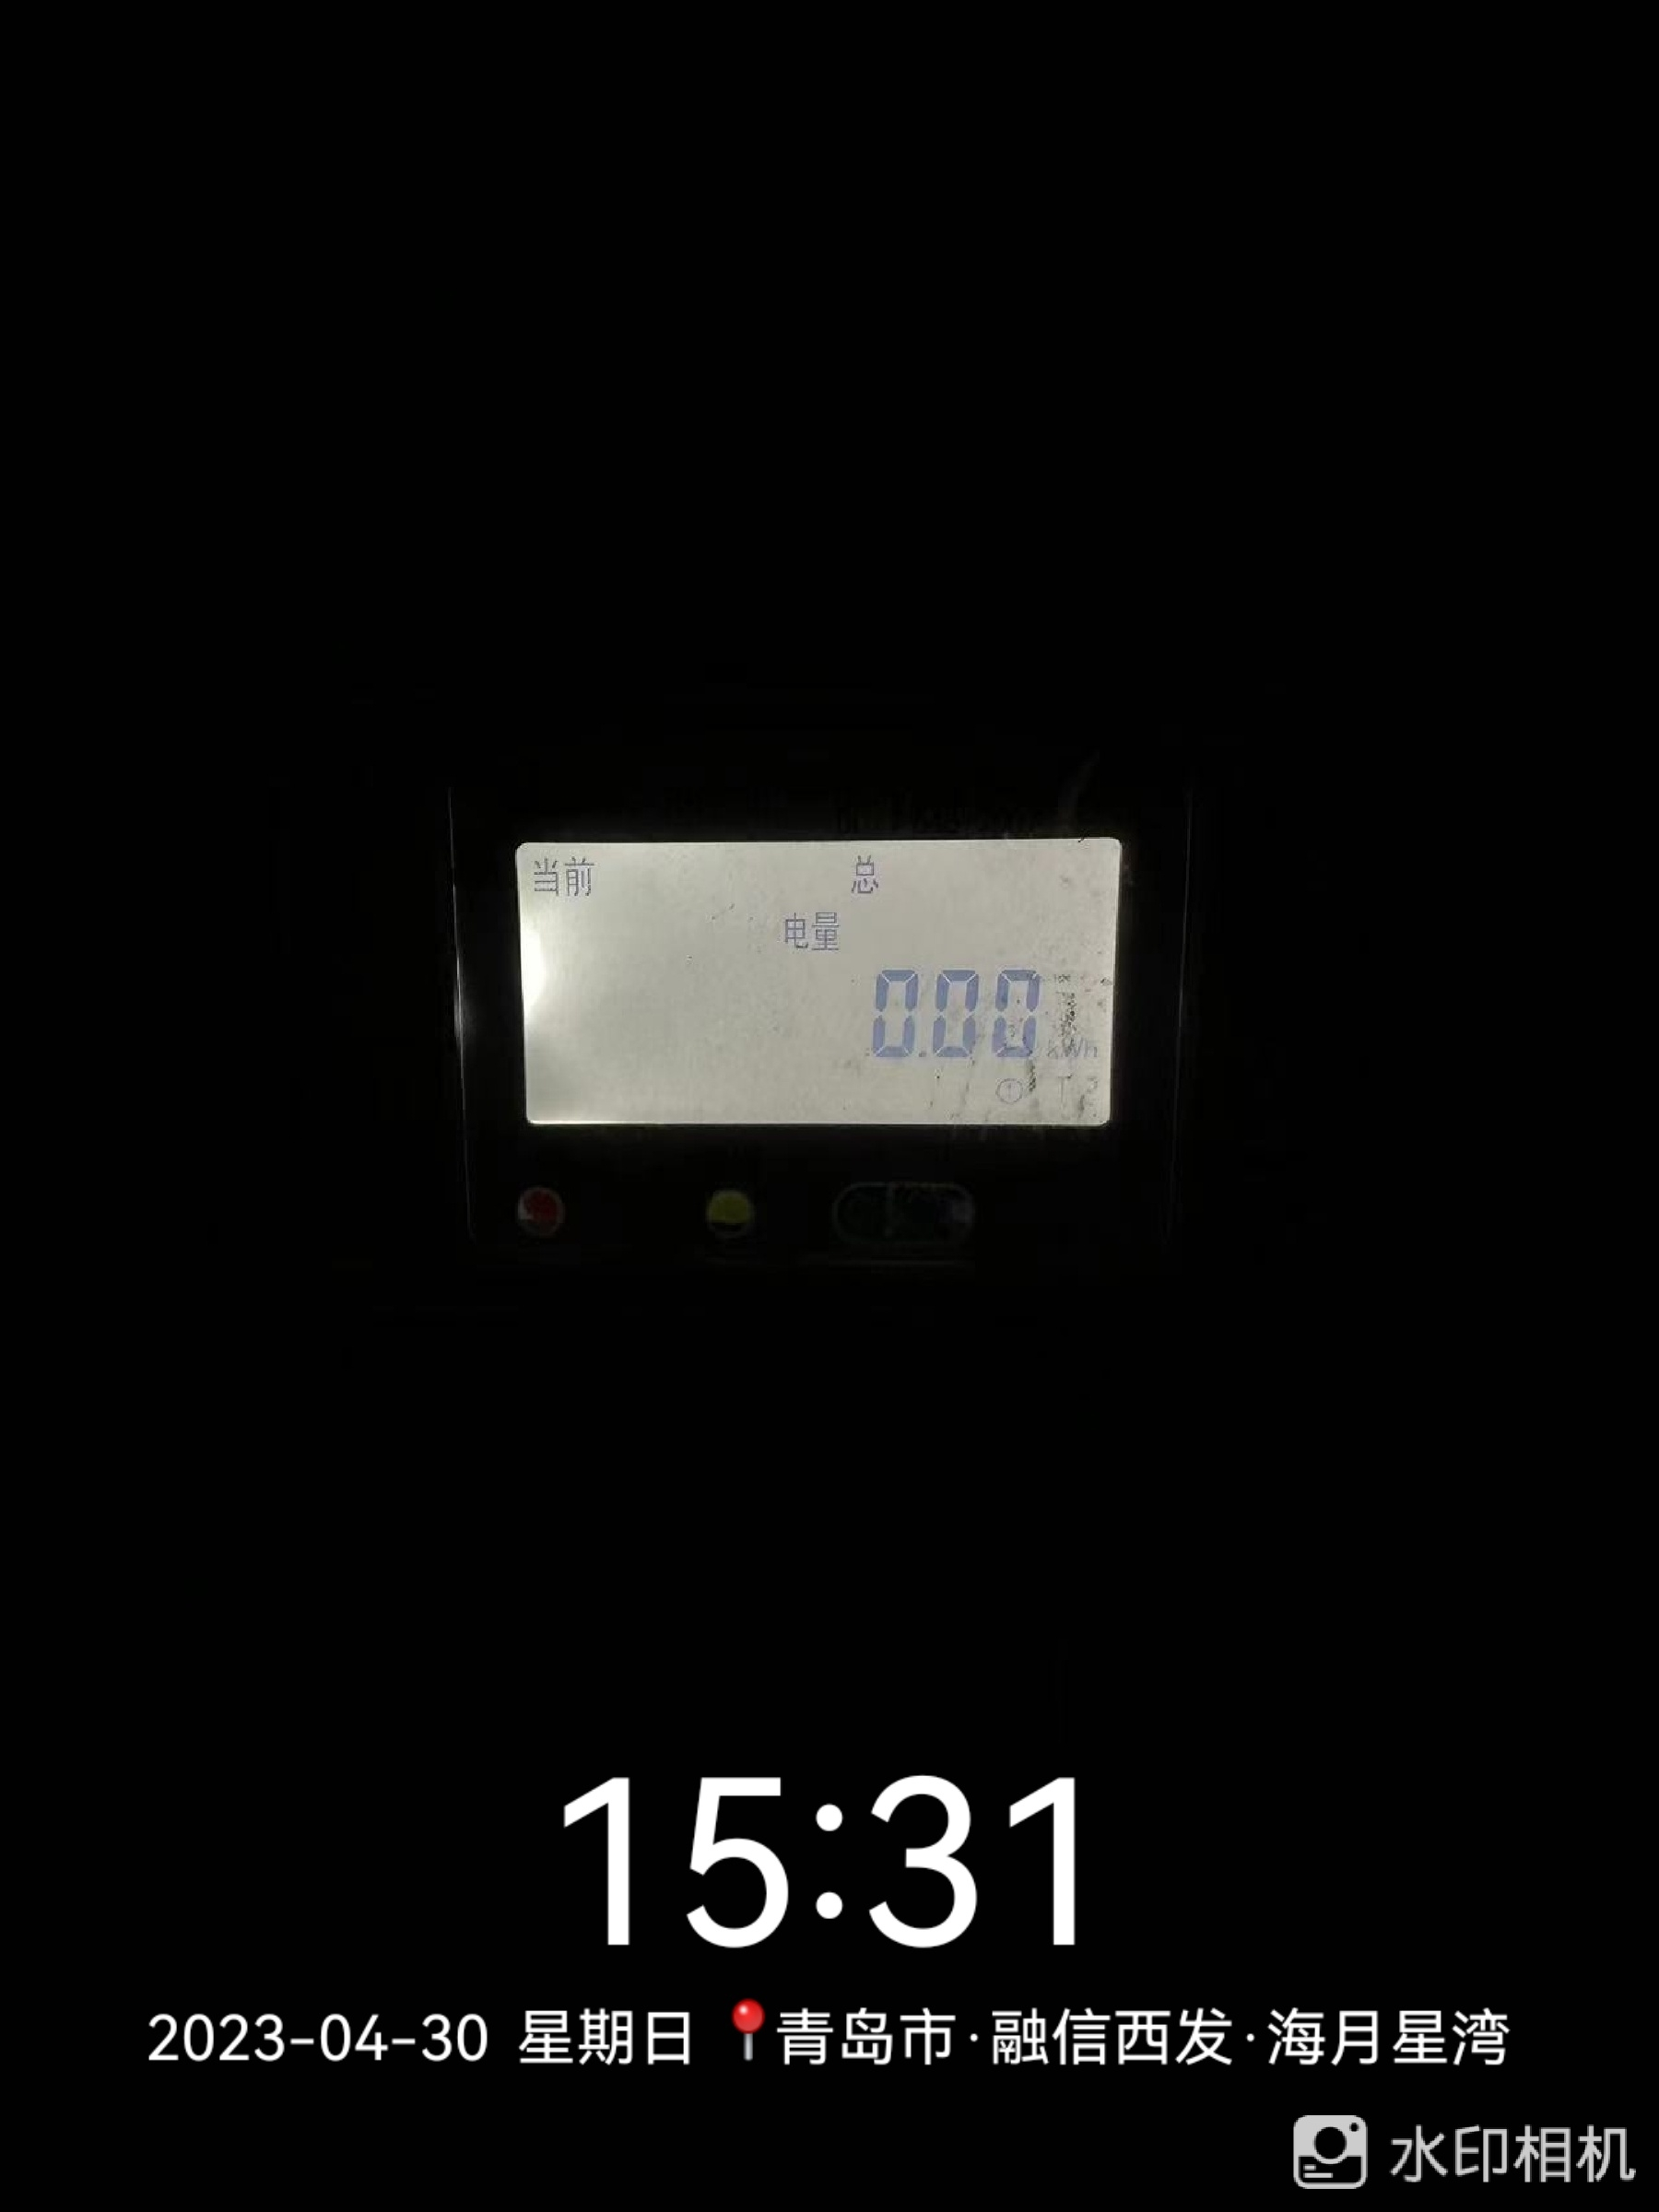 当前 总
电量
0.00 kWh
①
15:31
2023-04-30 星期日 📍青岛市·融信西发·海月星湾
水印相机